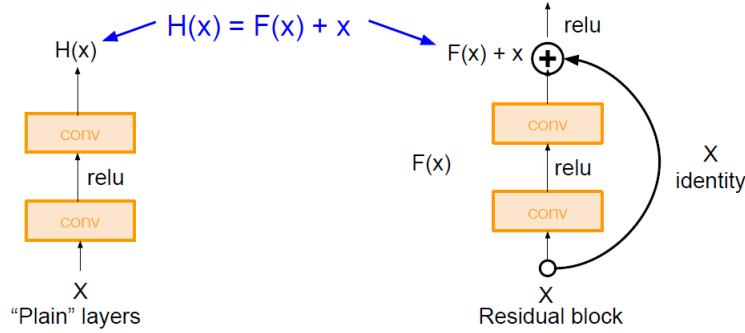 H(x) = F(x) + x
H(x)
conv
relu
conv
X
“Plain” layers
relu
F(x) + x
+
conv
F(x)
relu
conv
X
identity
X
Residual block